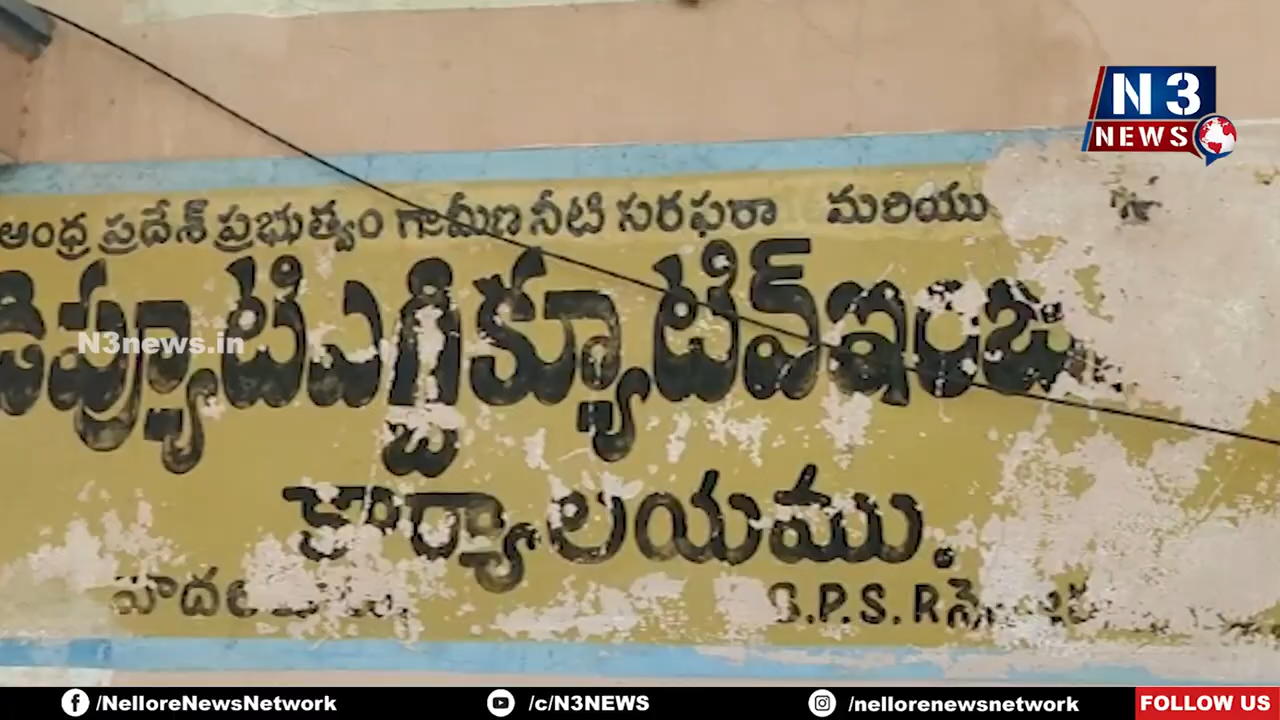 N3
NEWS
ఆంధ్ర ప్రదేశ్ ప్రభుత్వం గ్రామీణ నీటి సరఫరా మరియు
డిప్యూటి ఎగ్జిక్యూటివ్ ఇంజ
N3news.in
కార్యాలయము.
S.P.S.R
/NelloreNewsNetwork /c/N3NEWS /nellorenewsnetwork FOLLOW US